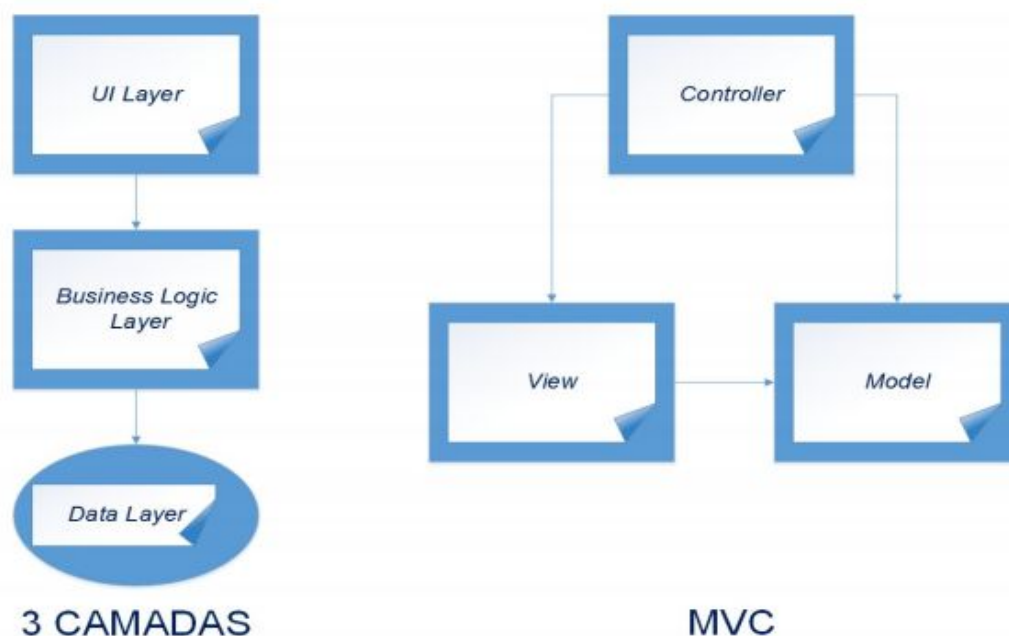 UI Layer
Business Logic
Layer
Data Layer
3 CAMADAS
Controller
View
Model
MVC